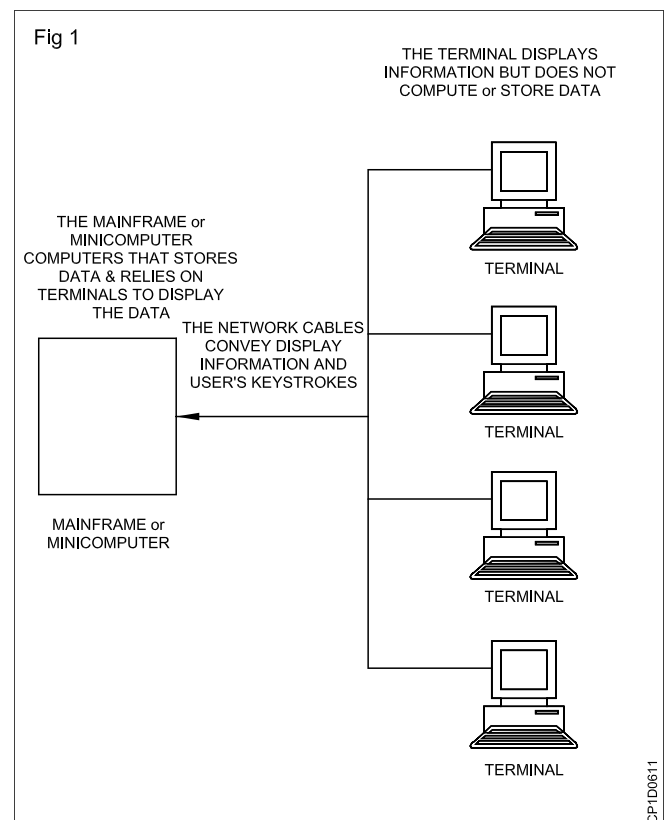 Fig 1
THE TERMINAL DISPLAYS
INFORMATION BUT DOES NOT
COMPUTE or STORE DATA
TERMINAL
THE MAINFRAME or
MINICOMPUTER
COMPUTERS THAT STORES
DATA & RELIES ON
TERMINALS TO DISPLAY
THE DATA
THE NETWORK CABLES
CONVEY DISPLAY
INFORMATION AND
USER'S KEYSTROKES
TERMINAL
MAINFRAME or
MINICOMPUTER
TERMINAL
TERMINAL
CP1D0611